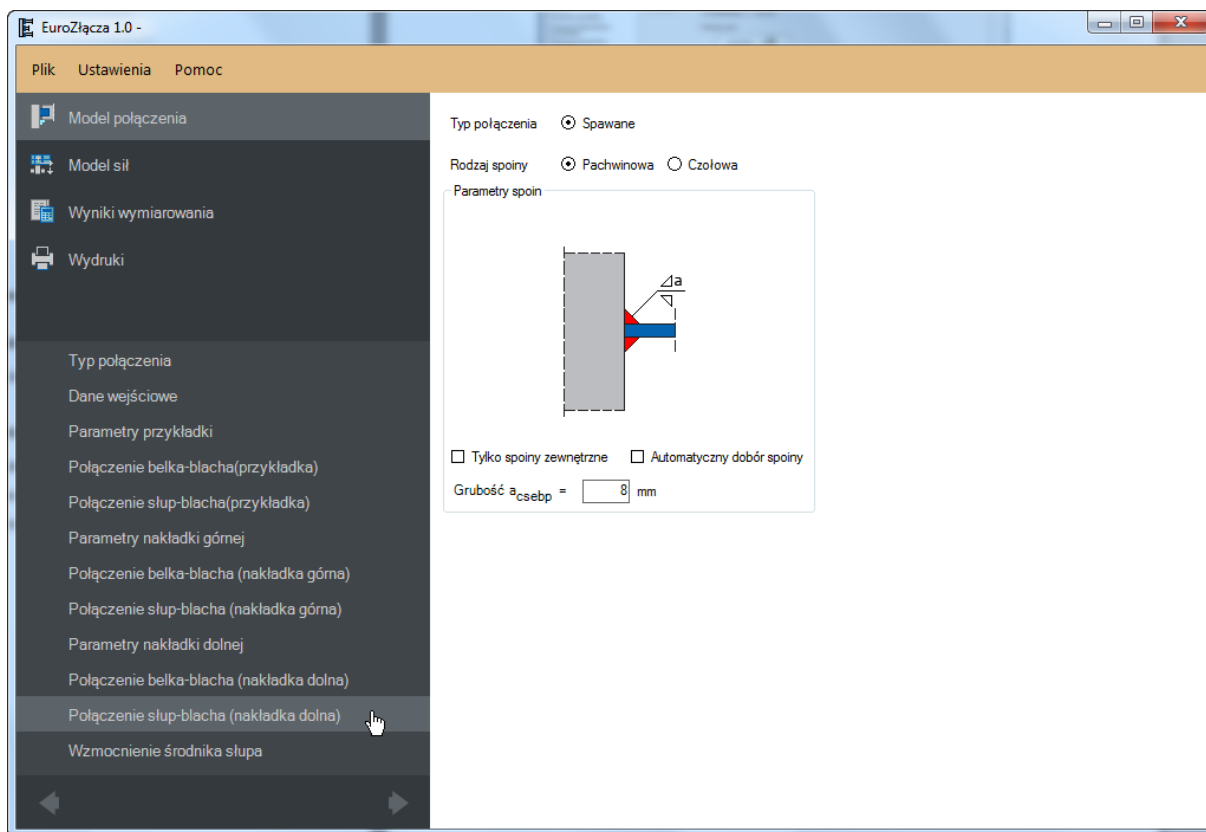 EuroZłącza 1.0 -
Plik Ustawienia Pomoc
Model połączenia
Model sił
Wyniki wymiarowania
Wydruki
Typ połączenia
Dane wejściowe
Parametry przykładki
Połączenie belka-blacha(przykładka)
Połączenie słup-blacha(przykładka)
Parametry nakładki górnej
Połączenie belka-blacha (nakładka górna)
Połączenie słup-blacha (nakładka górna)
Parametry nakładki dolnej
Połączenie belka-blacha (nakładka dolna)
Połączenie słup-blacha (nakładka dolna)
Wzmocnienie środnika słupa
Typ połączenia Spawane
Rodzaj spoiny Pachwinowa Czołowa
Parametry spoin
a
Tylko spoiny zewnętrzne Automatyczny dobór spoiny
Grubość acsebp = 8 mm